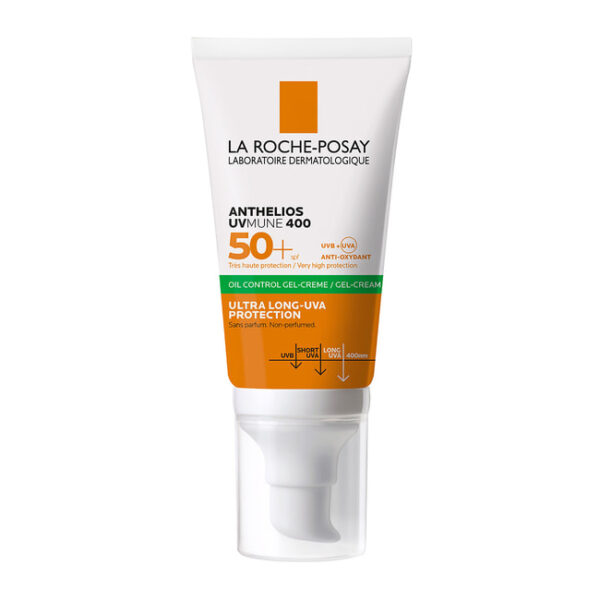 LA ROCHE-POSAY
LABORATOIRE DERMATOLOGIQUE
ANTHELIOS
UVMUNE 400
50+ spf
UVB + UVA
ANTI-OXYDANT
Très haute protection / Very high protection
OIL CONTROL GEL-CREME / GEL-CREAM
ULTRA LONG-UVA
PROTECTION
Sans parfum. Non-perfumed.
UVB
SHORT
UVA
LONG
UVA
400nm